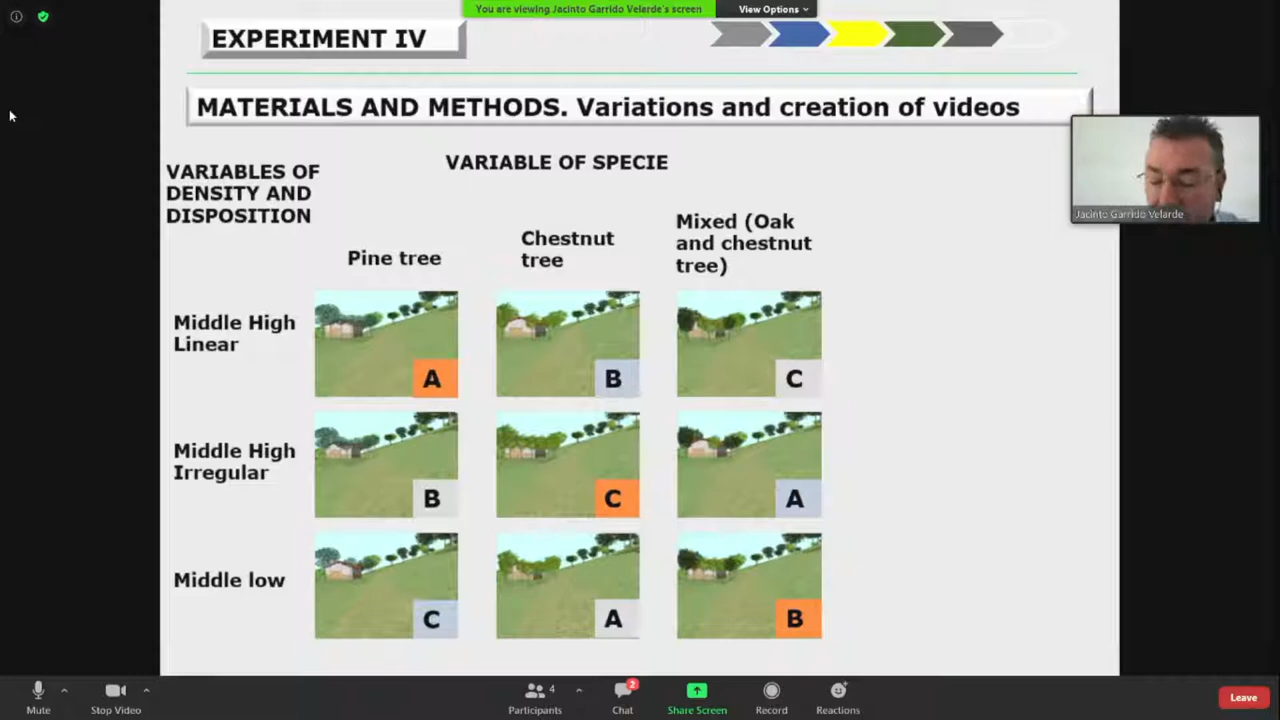 You are viewing Jacinto Garrido Velarde's screen
View Options
EXPERIMENT IV
MATERIALS AND METHODS. Variations and creation of videos
VARIABLES OF
DENSITY AND
DISPOSITION
VARIABLE OF SPECIE
Pine tree
Chestnut
tree
Mixed (Oak
and chestnut
tree)
Jacinto Garrido Velarde
Middle High
Linear
A
B
C
Middle High
Irregular
B
C
A
Middle low
C
A
B
Mute
Stop Video
4
Participants
2
Chat
Share Screen
Record
Reactions
Leave